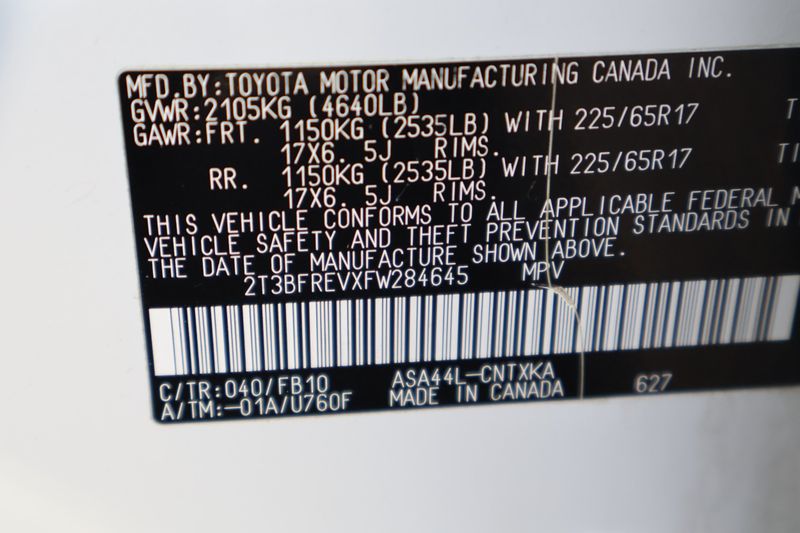 MFD.BY:TOYOTA MOTOR MANUFACTURING CANADA INC.
GVWR:2105KG (4640LB)
GAWR:FRT. 1150KG (2535LB) WITH 225/65R17
17X6.5J RIMS.
RR. 1150KG (2535LB) WITH 225/65R17
17X6.5J RIMS.
THIS VEHICLE CONFORMS TO ALL APPLICABLE FEDERAL
VEHICLE SAFETY AND THEFT PREVENTION STANDARDS IN
THE DATE OF MANUFACTURE SHOWN ABOVE.
2T3BFREVXFW284645 MPV
C/TR:040/FB10 ASA44L-CNTXKA 627
A/TM:-01A/U760F MADE IN CANADA